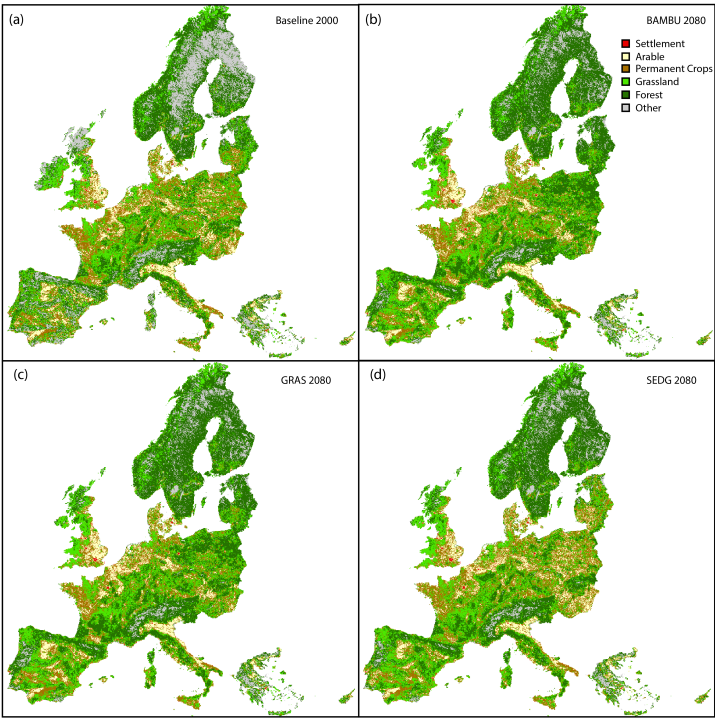 (a)
Baseline 2000
(b)
BAMBU 2080
Settlement
Arable
Permanent Crops
Grassland
Forest
Other
(c)
GRAS 2080
(d)
SEDG 2080